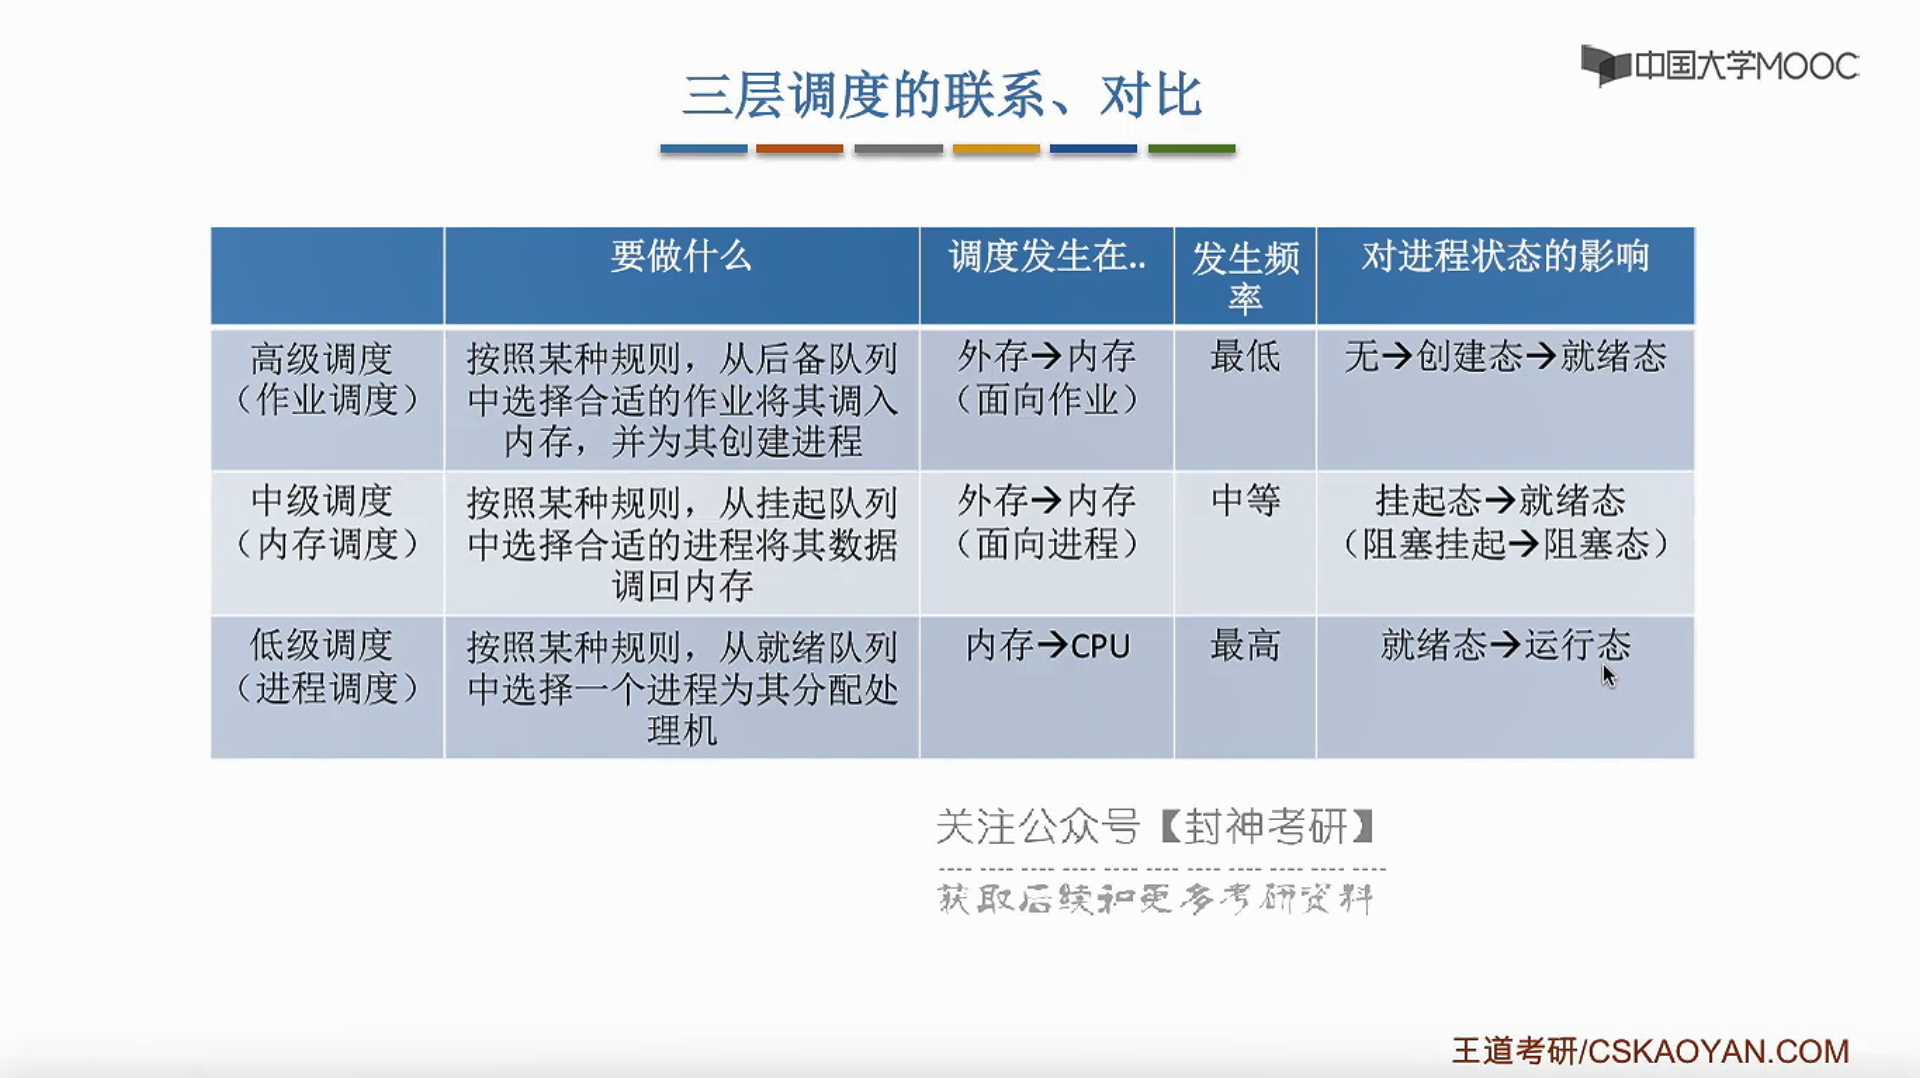 中国大学MOOC
三层调度的联系、对比
要做什么
调度发生在..
发生频
率
对进程状态的影响
高级调度
（作业调度）
按照某种规则，从后备队列
中选择合适的作业将其调入
内存，并为其创建进程
外存→内存
（面向作业）
最低
无→创建态→就绪态
中级调度
（内存调度）
按照某种规则，从挂起队列
中选择合适的进程将其数据
调回内存
外存→内存
（面向进程）
中等
挂起态→就绪态
（阻塞挂起→阻塞态）
低级调度
（进程调度）
按照某种规则，从就绪队列
中选择一个进程为其分配处
理机
内存→CPU
最高
就绪态→运行态
关注公众号【封神考研】
获取后续和更多考研资料
王道考研/CSKAOYAN.COM